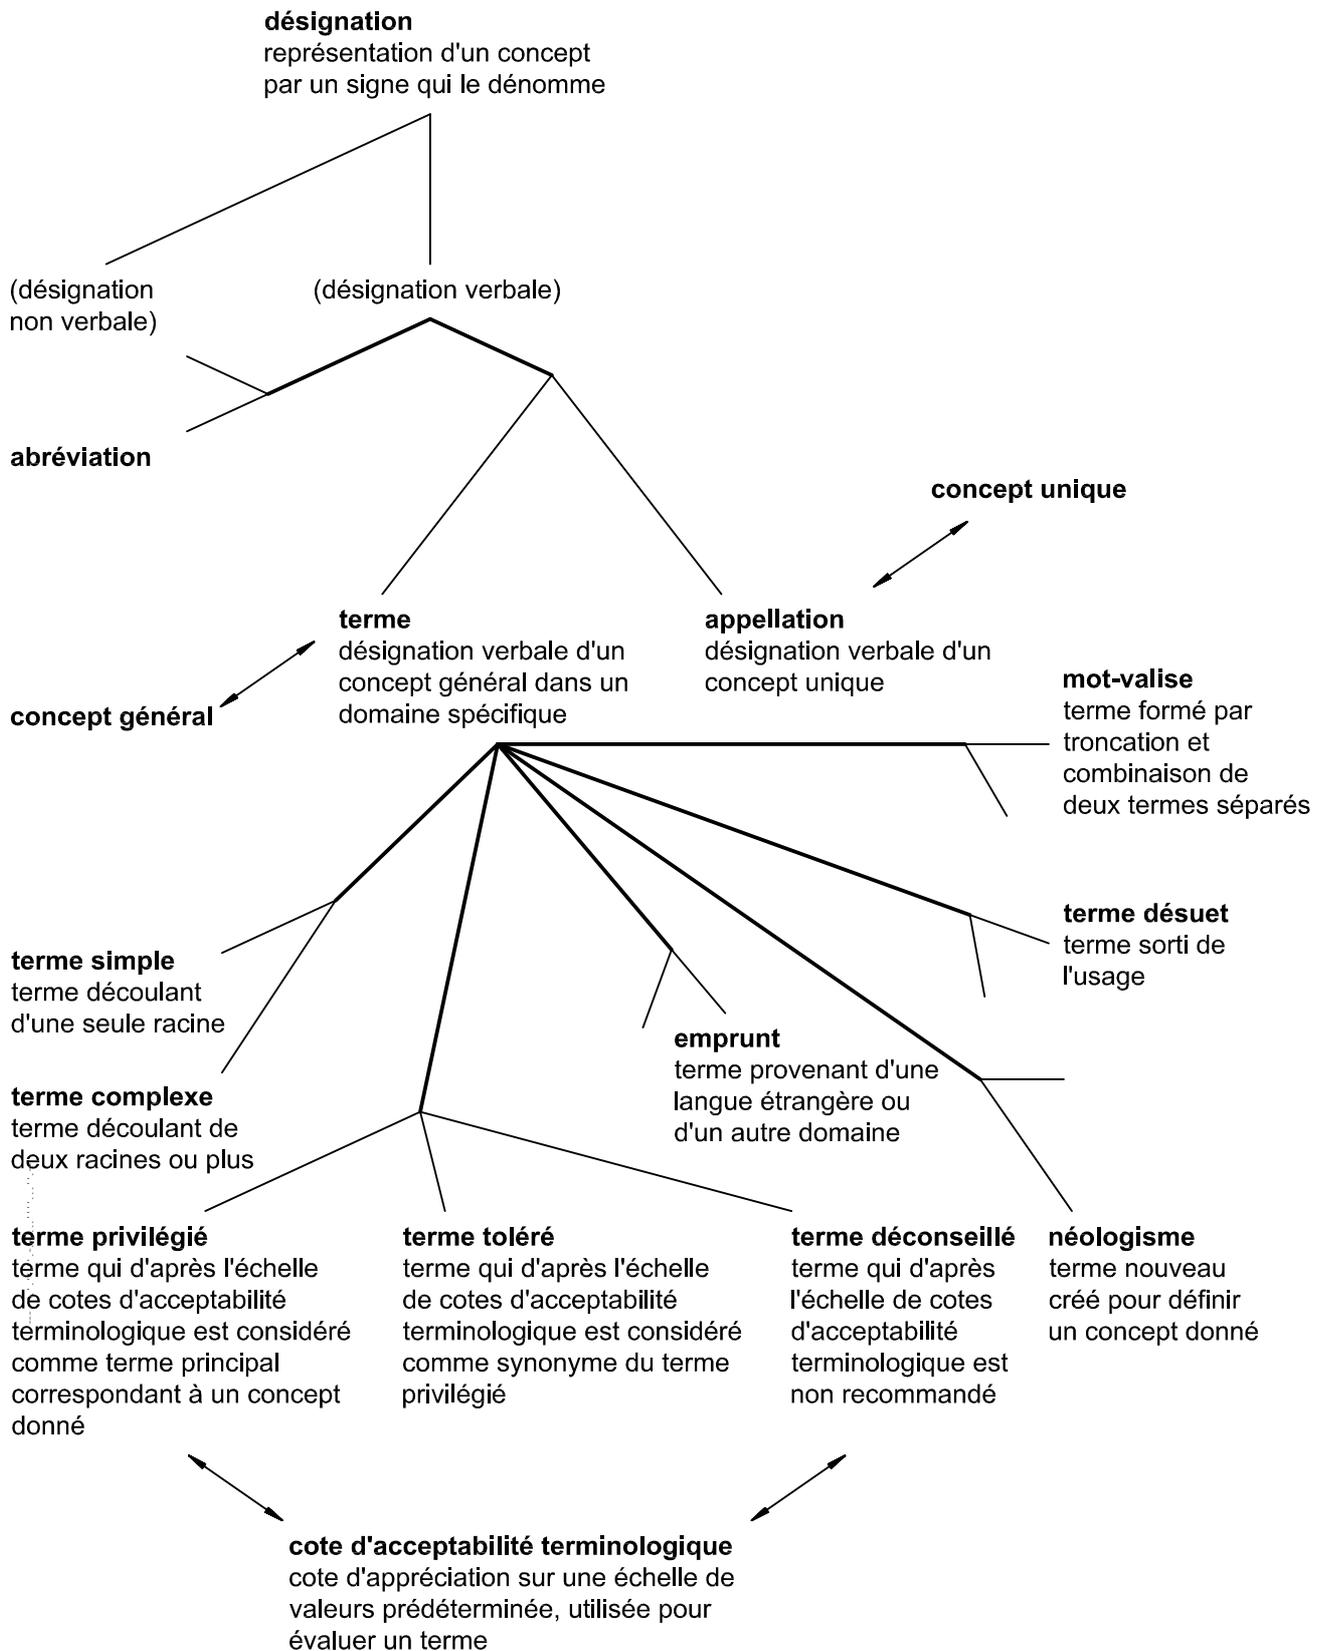 désignation
représentation d'un concept
par un signe qui le dénomme
(désignation
non verbale)
(désignation verbale)
abréviation
concept unique
terme
désignation verbale d'un
concept général dans un
domaine spécifique
appellation
désignation verbale d'un
concept unique
concept général
mot-valise
terme formé par
troncation et
combinaison de
deux termes séparés
terme désuet
terme sorti de
l'usage
terme simple
terme découlant
d'une seule racine
emprunt
terme provenant d'une
langue étrangère ou
d'un autre domaine
terme complexe
terme découlant de
deux racines ou plus
terme privilégié
terme qui d'après l'échelle
de cotes d'acceptabilité
terminologique est considéré
comme terme principal
correspondant à un concept
donné
terme toléré
terme qui d'après l'échelle
de cotes d'acceptabilité
terminologique est considéré
comme synonyme du terme
privilégié
terme déconseillé
terme qui d'après
l'échelle de cotes
d'acceptabilité
terminologique est
non recommandé
néologisme
terme nouveau
créé pour définir
un concept donné
cote d'acceptabilité terminologique
cote d'appréciation sur une échelle de
valeurs prédéterminée, utilisée pour
évaluer un terme